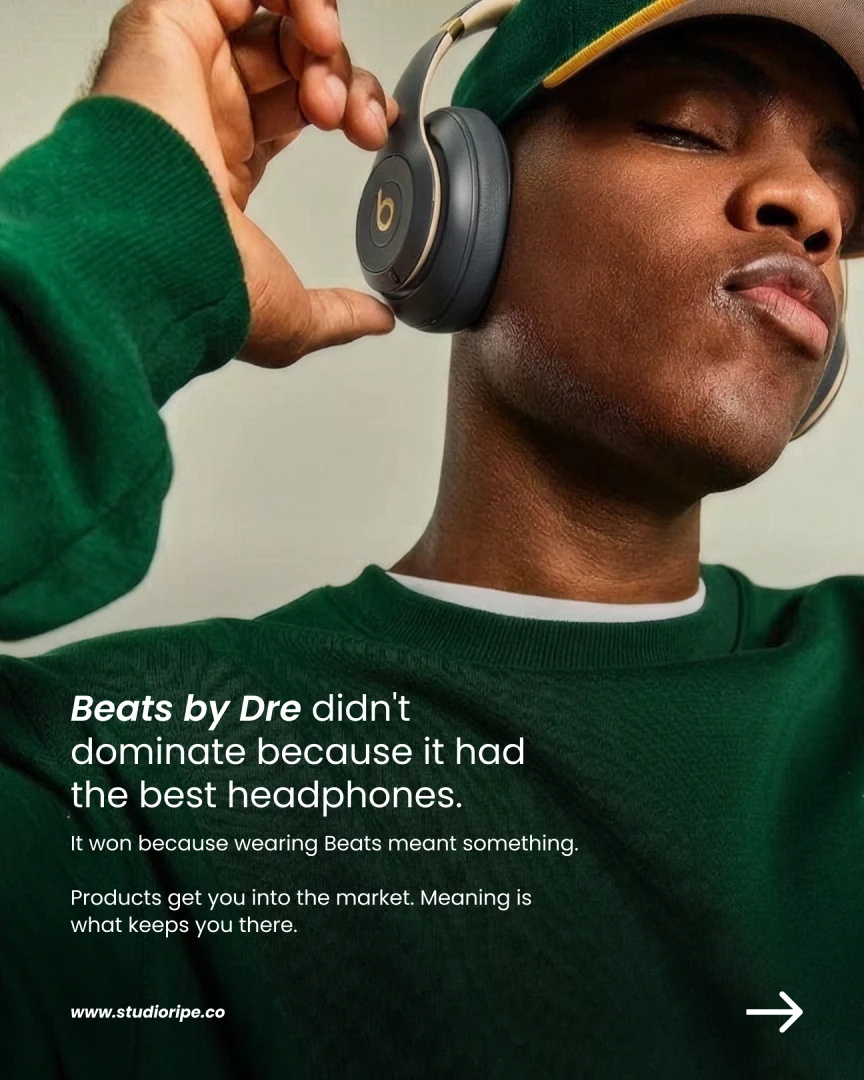 b
Beats by Dre didn't
dominate because it had
the best headphones.
It won because wearing Beats meant something.
Products get you into the market. Meaning is
what keeps you there.
www.studioripe.co